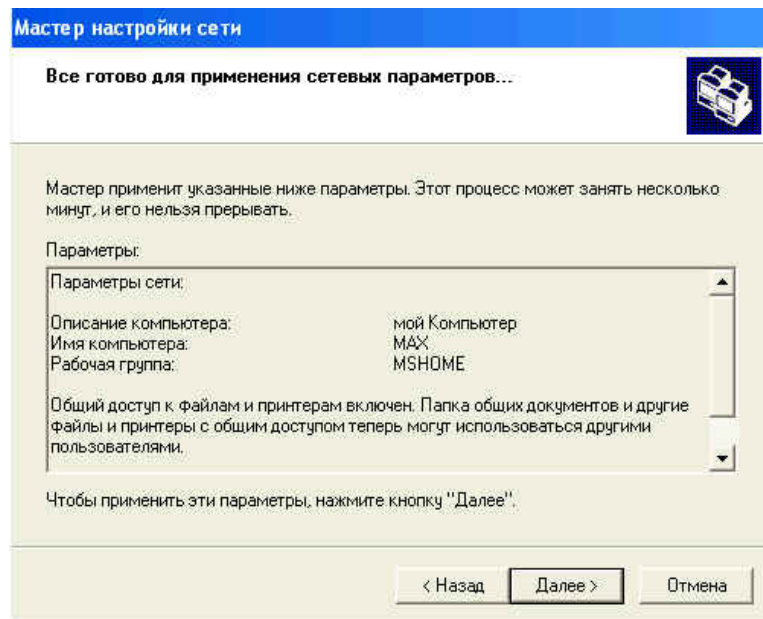 Мастер настройки сети
Все готово для применения сетевых параметров...
Мастер применит указанные ниже параметры. Этот процесс может занять несколько
минут, и его нельзя прерывать.
Параметры:
Параметры сети:
Описание компьютера: мой Компьютер
Имя компьютера: MAX
Рабочая группа: MSHOME
Общий доступ к файлам и принтерам включен. Папка общих документов и другие
файлы и принтеры с общим доступом теперь могут использоваться другими
пользователями.
Чтобы применить эти параметры, нажмите кнопку "Далее".
< Назад Далее > Отмена